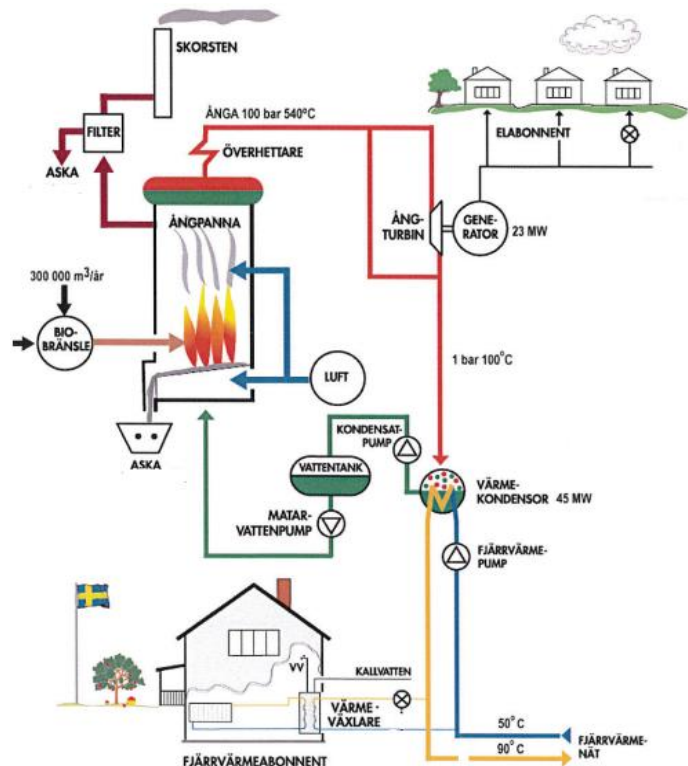 SKORSTEN
FILTER
ASKA
ÅNGA 100 bar 540°C
ÖVERHETTARE
ELABONNENT
ÅNGPANNA
ÅNG-
TURBIN
GENE-
RATOR
23 MW
300 000 m³/år
BIO-
BRÄNSLE
LUFT
1 bar 100°C
ASKA
KONDENSAT-
PUMP
VATTENTANK
MATAR-
VATTENPUMP
VÄRME-
KONDENSOR 45 MW
FJÄRRVÄRME-
PUMP
VV
KALLVATTEN
VÄRME-
VÄXLARE
50°C
90°C
FJÄRRVÄRME-
NÄT
FJÄRRVÄRMEABONNENT